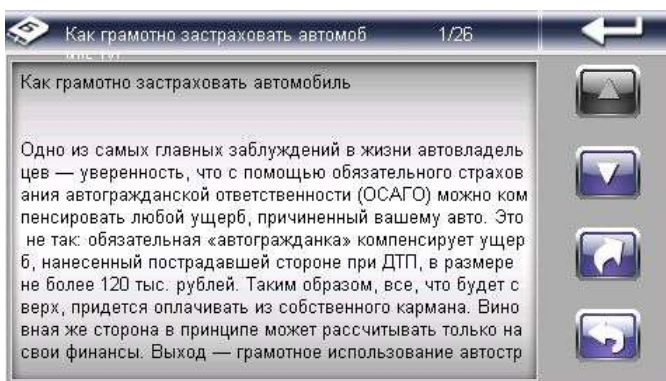 Как грамотно застраховать автомоб
1/26
Как грамотно застраховать автомобиль
Одно из самых главных заблуждений в жизни автовладель
цев — уверенность, что с помощью обязательного страхов
ания автогражданской ответственности (ОСАГО) можно ком
пенсировать любой ущерб, причиненный вашему авто. Это
не так: обязательная «автогражданка» компенсирует ущер
б, нанесенный пострадавшей стороне при ДТП, в размере
не более 120 тыс. рублей. Таким образом, все, что будет с
верх, придется оплачивать из собственного кармана. Вино
вная же сторона в принципе может рассчитывать только на
свои финансы. Выход — грамотное использование автостр